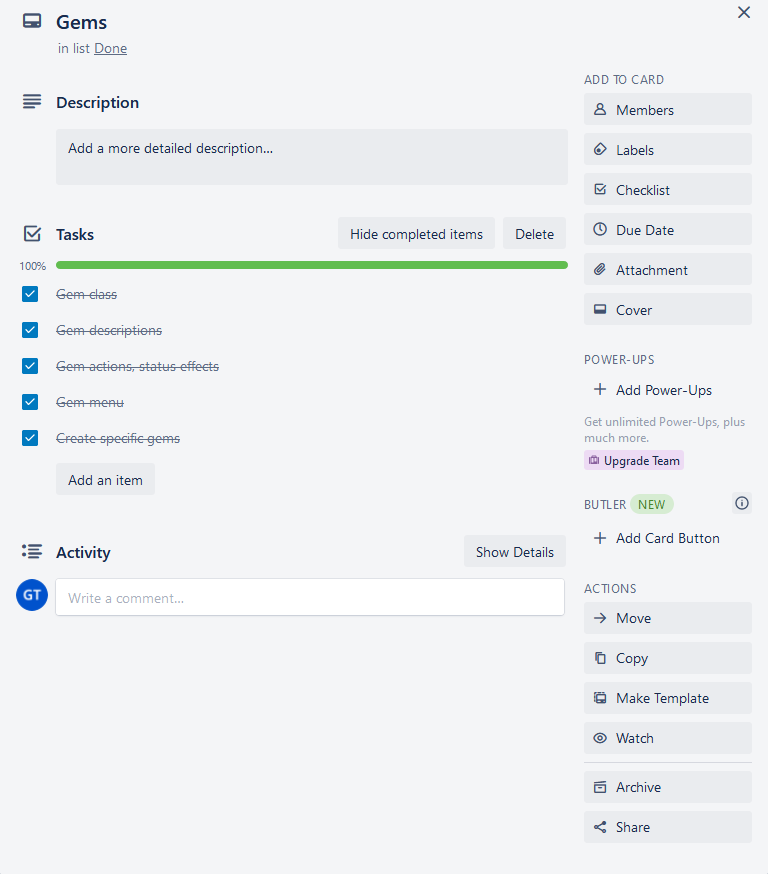 Gems
in list Done
Description
Add a more detailed description...
Tasks
Hide completed items
Delete
100%
Gem class
Gem descriptions
Gem actions, status effects
Gem menu
Create specific gems
Add an item
Activity
Show Details
GT
Write a comment...
ADD TO CARD
Members
Labels
Checklist
Due Date
Attachment
Cover
POWER-UPS
Add Power-Ups
Get unlimited Power-Ups, plus
much more.
Upgrade Team
BUTLER NEW
Add Card Button
ACTIONS
Move
Copy
Make Template
Watch
Archive
Share